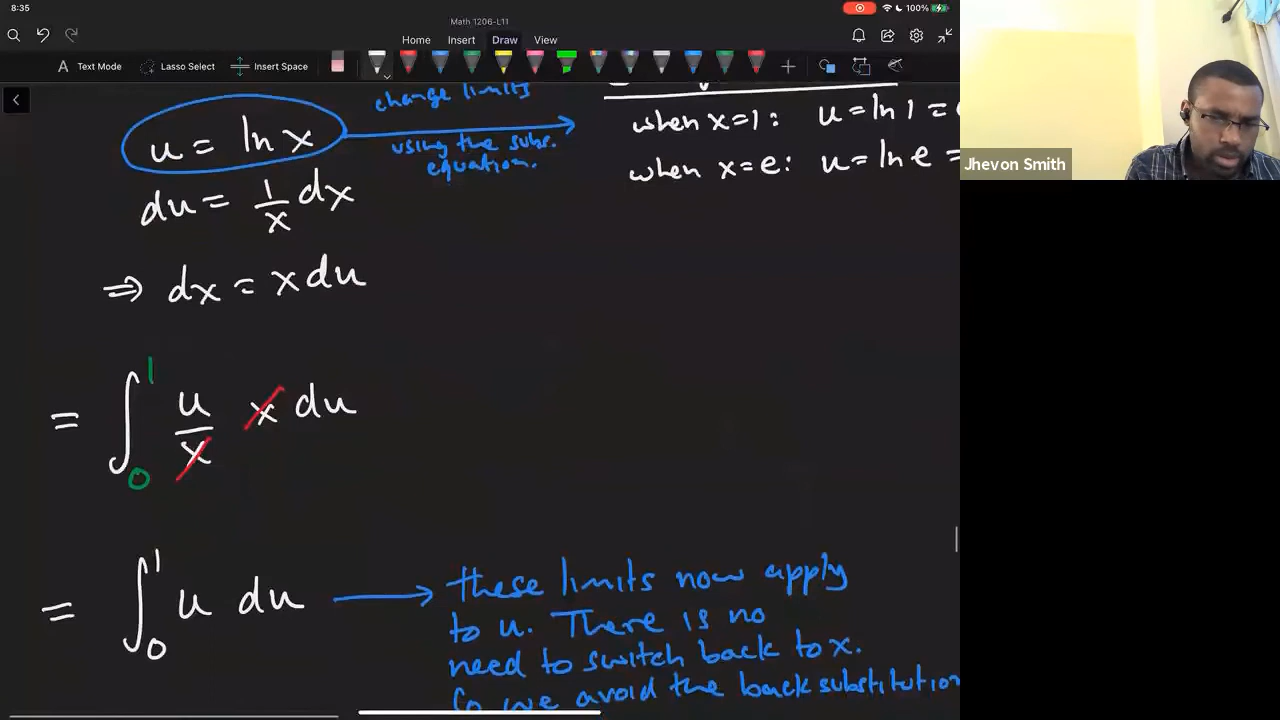 8:35
100%
Math 1206-L11
Home Insert Draw View
Text Mode Lasso Select Insert Space
change limits
using the subs.
equation.
u = ln x
du = 1/x dx
⇒ dx = x du
when x=1: u = ln 1 =
when x=e: u = ln e =
Jhevon Smith
= ∫₀¹ u/x x du
= ∫₀¹ u du → these limits now apply
to u. There is no
need to switch back to x.
So we avoid the back substitution